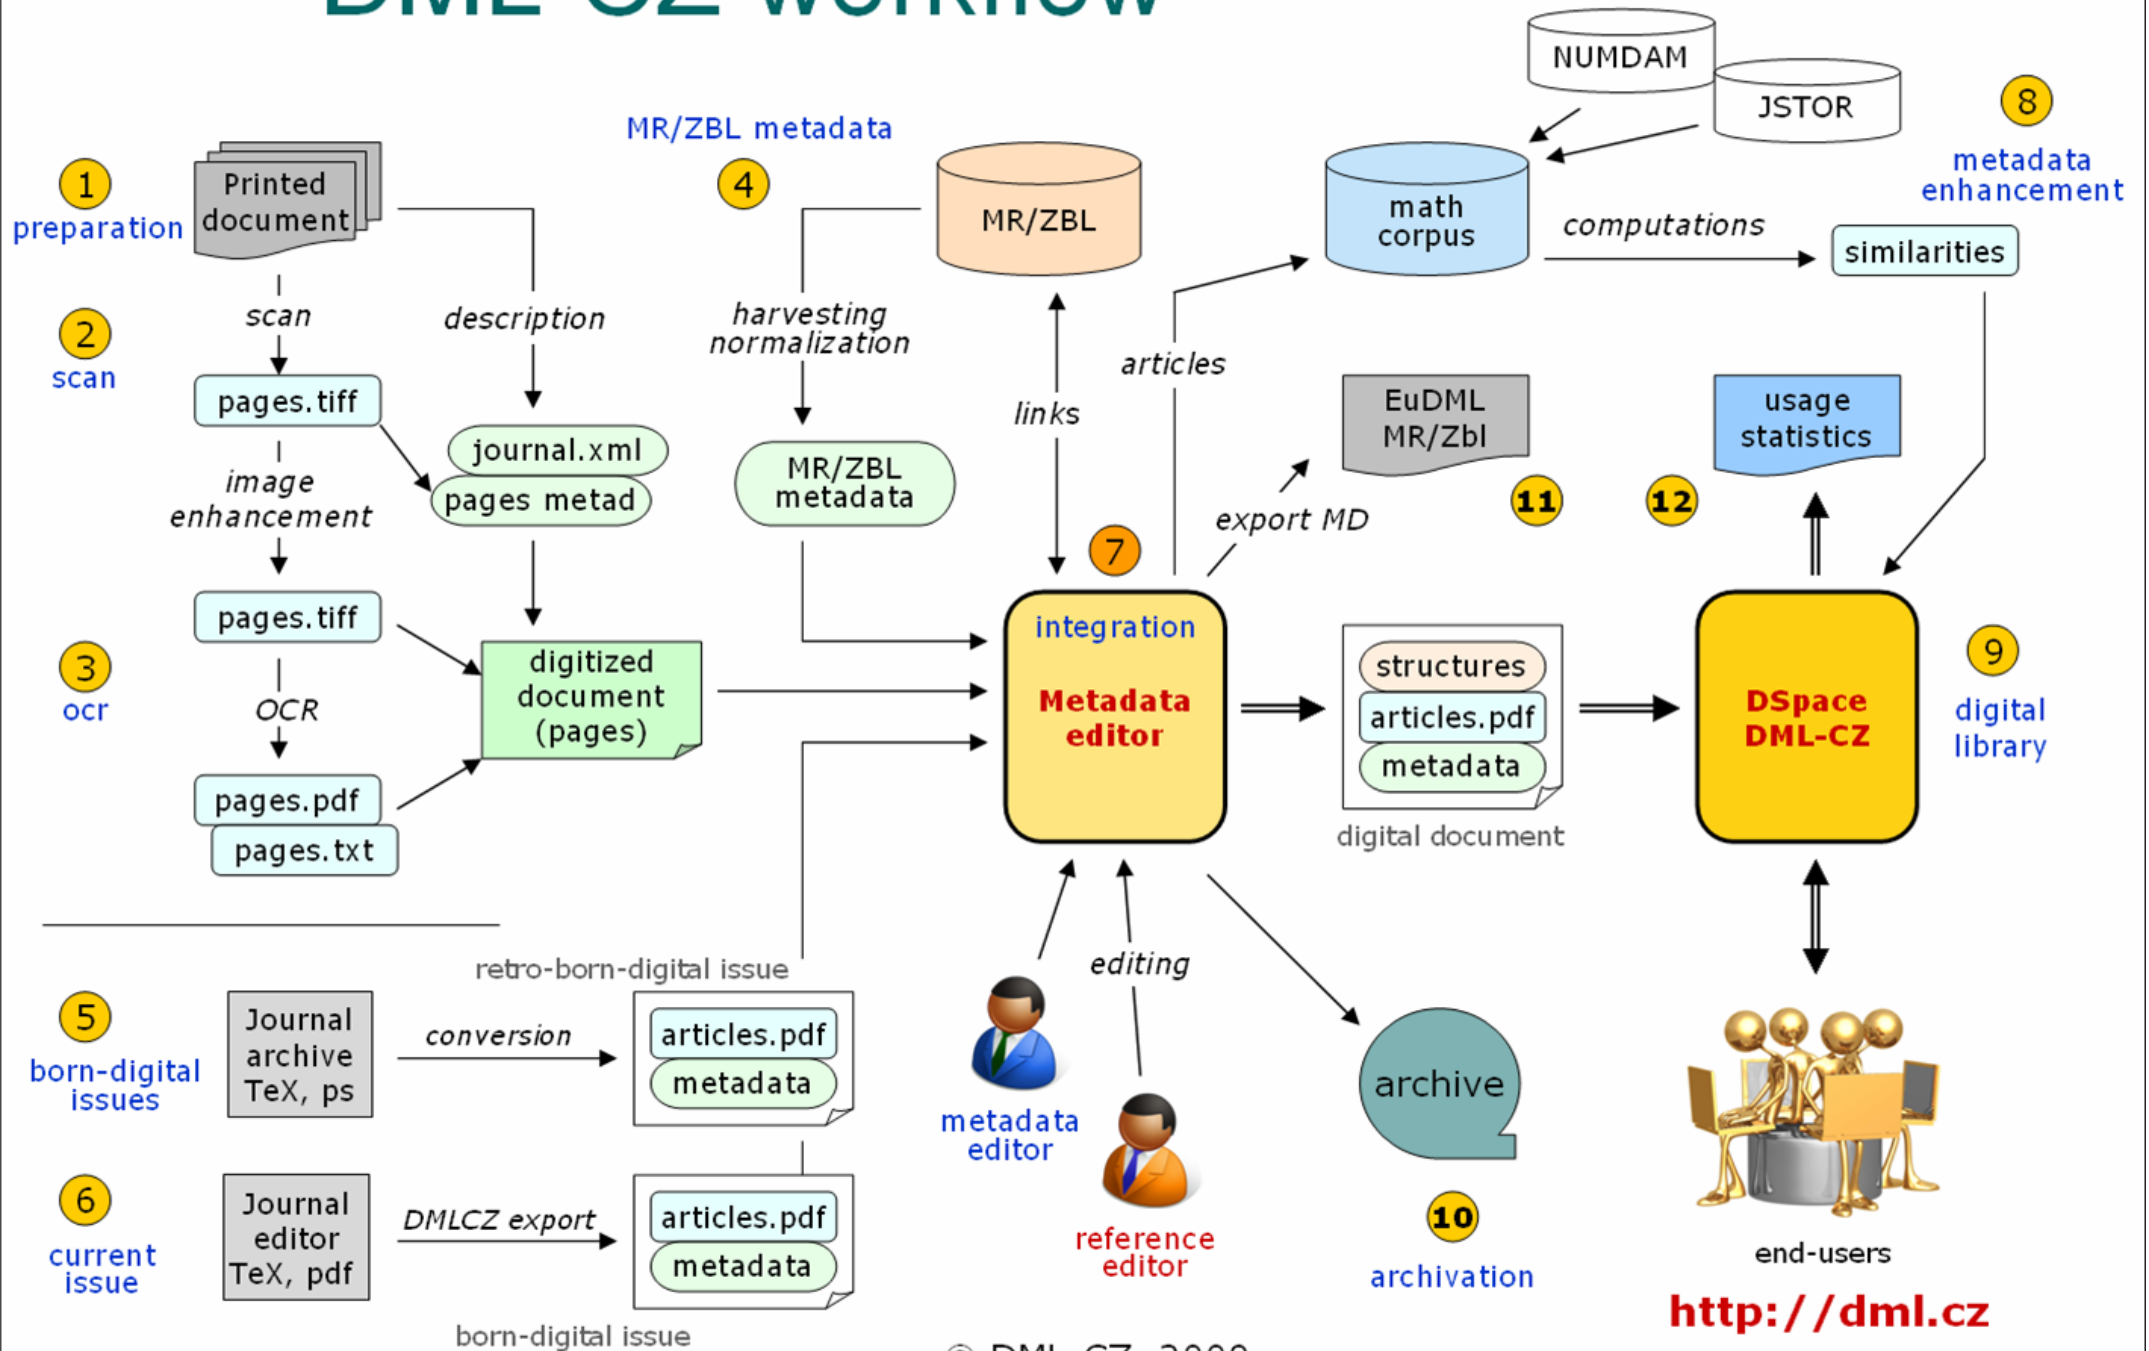 DML-CZ workflow
NUMDAM
JSTOR
8
metadata
enhancement
1
preparation
Printed
document
MR/ZBL metadata
4
MR/ZBL
math
corpus
computations
similarities
2
scan
scan
description
harvesting
normalization
articles
links
pages.tiff
journal.xml
pages metad
MR/ZBL
metadata
EuDML
MR/Zbl
usage
statistics
11
12
image
enhancement
export MD
7
pages.tiff
3
ocr
OCR
digitized
document
(pages)
integration
Metadata
editor
structures
articles.pdf
metadata
digital document
DSpace
DML-CZ
9
digital
library
pages.pdf
pages.txt
retro-born-digital issue
editing
5
born-digital
issues
Journal
archive
TeX, ps
conversion
articles.pdf
metadata
metadata
editor
archive
6
current
issue
Journal
editor
TeX, pdf
DMLCZ export
articles.pdf
metadata
reference
editor
10
archivation
end-users
http://dml.cz
born-digital issue
© DML-CZ, 2009